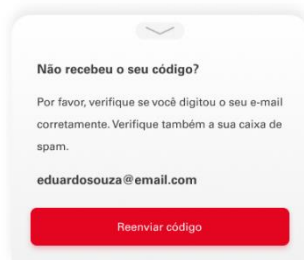 Não recebeu o seu código?
Por favor, verifique se você digitou o seu e-mail
corretamente. Verifique também a sua caixa de
spam.
eduardosouza@email.com
Reenviar código